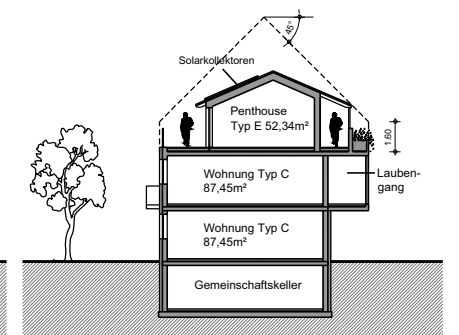 45°
Solarkollektoren
Penthouse
Typ E 52,34m²
1.60
Wohnung Typ C
87,45m²
Lauben-
gang
Wohnung Typ C
87,45m²
Gemeinschaftskeller